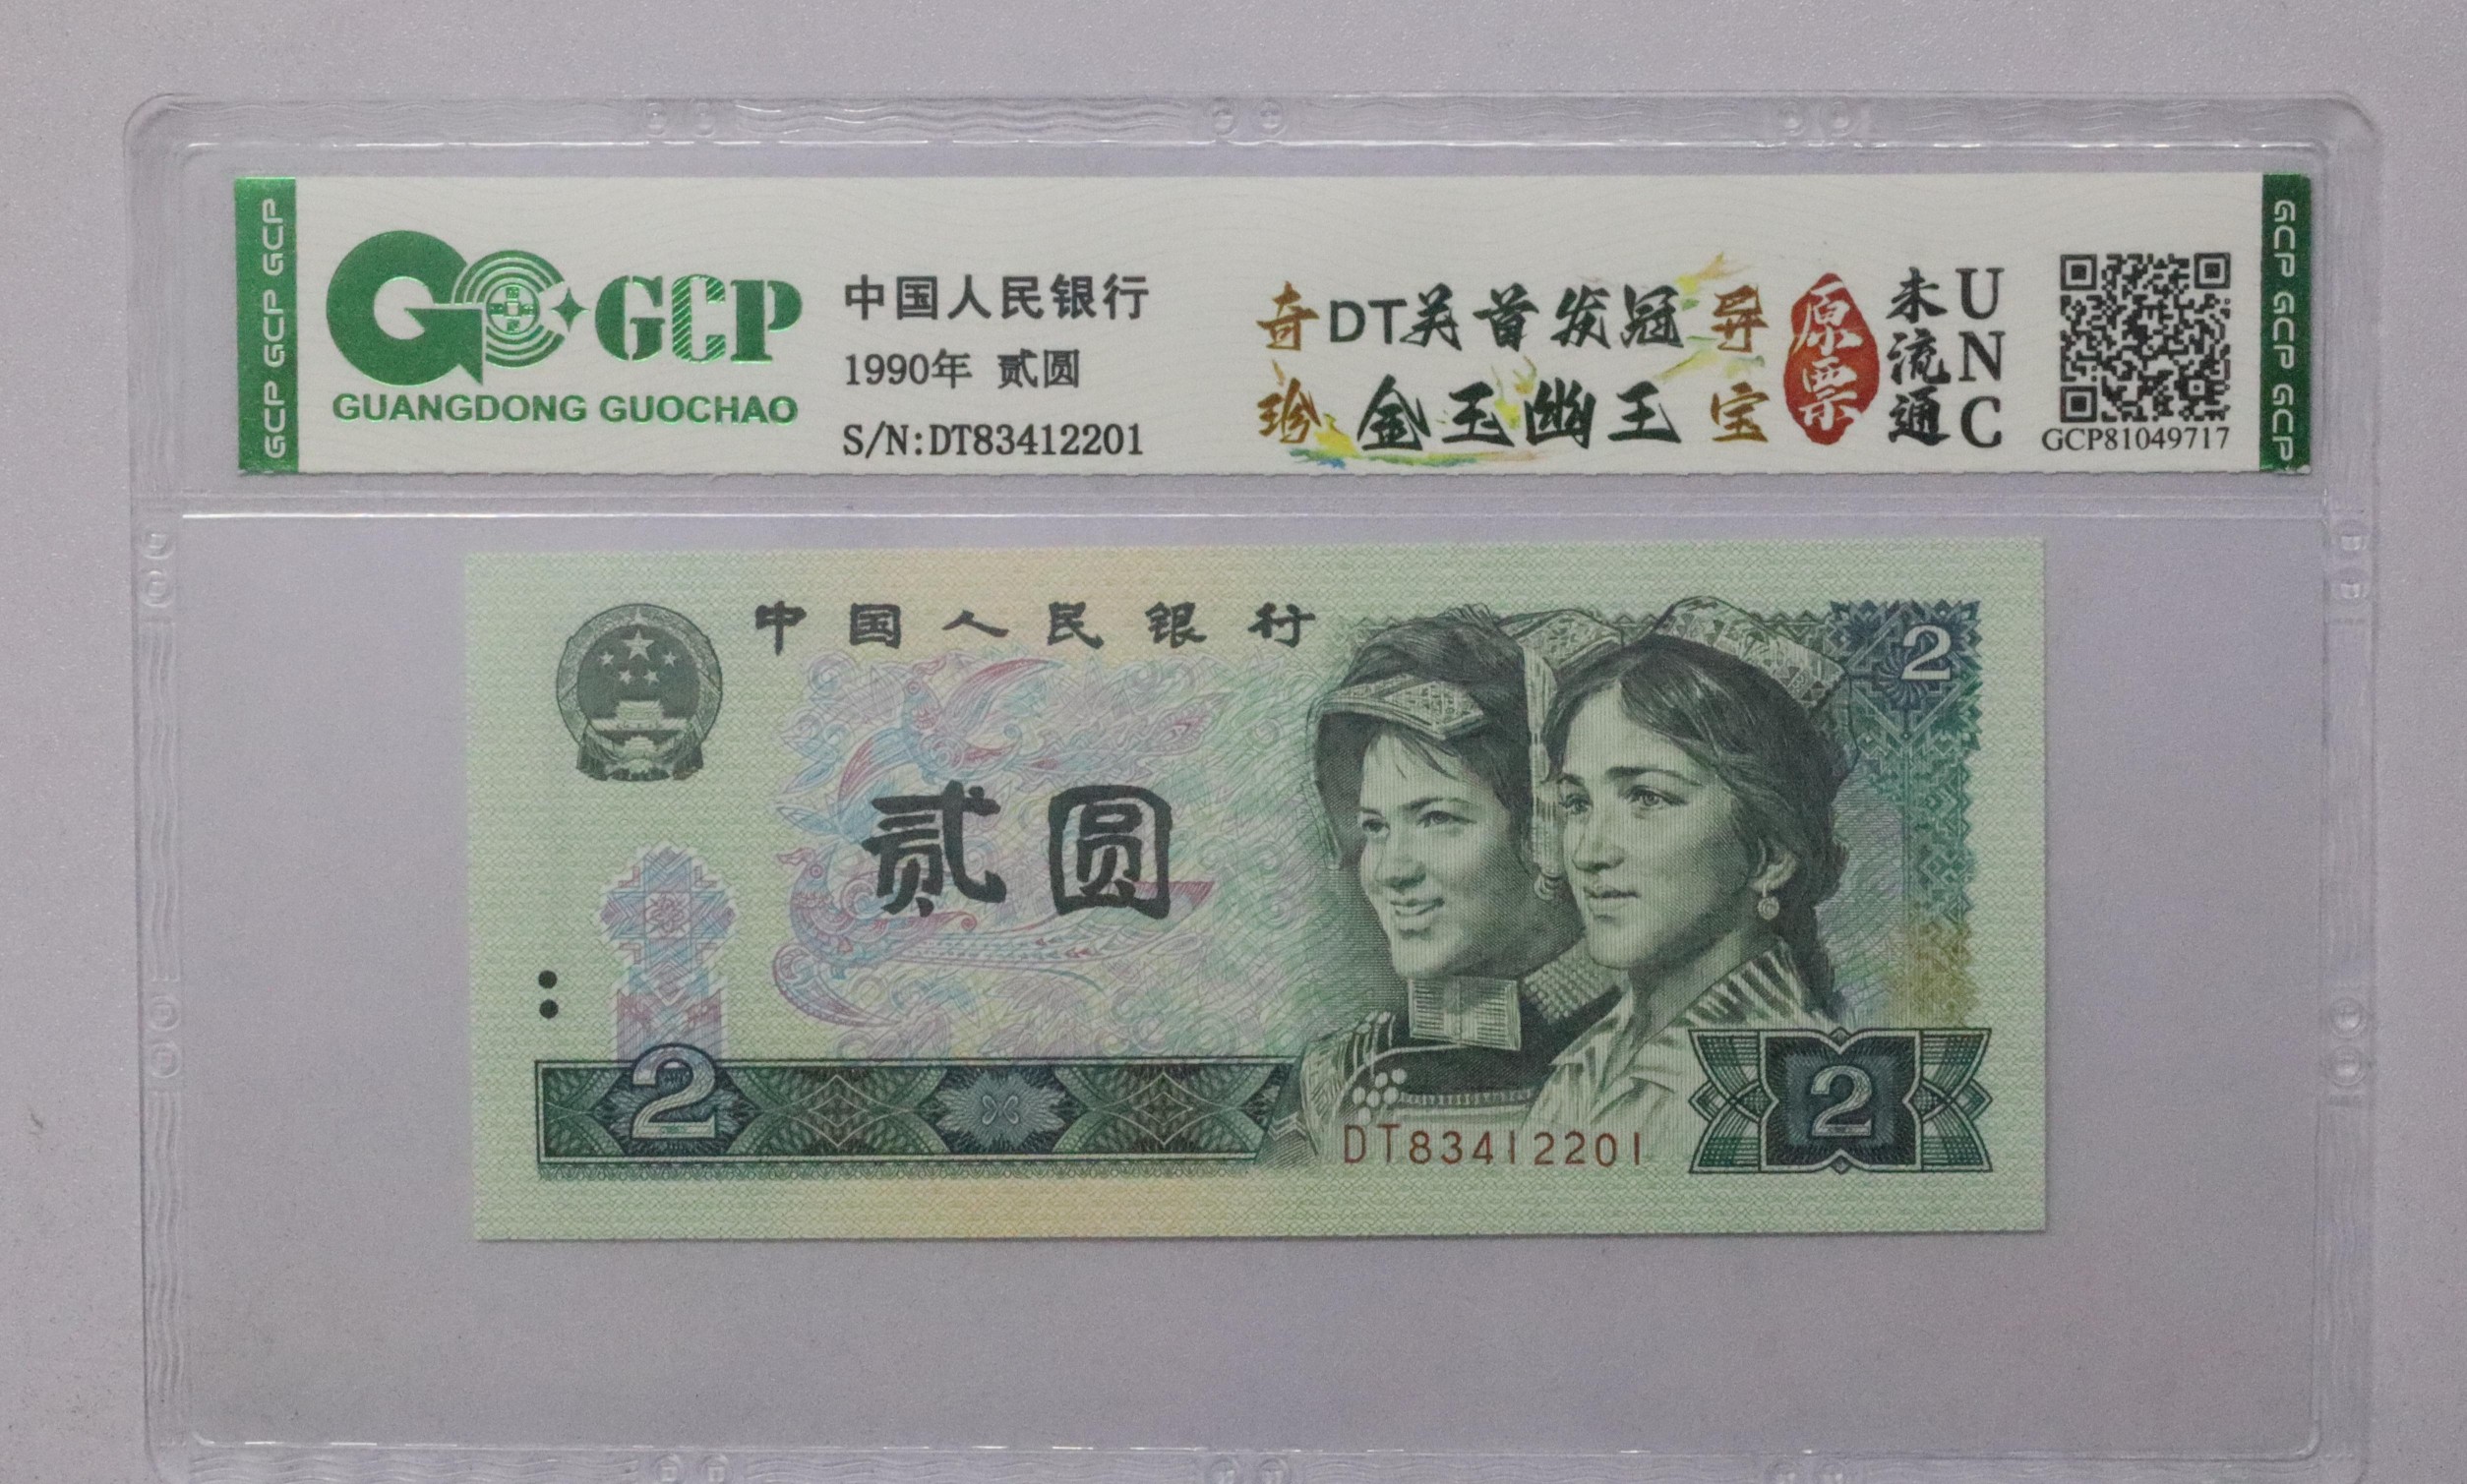 GCP GCP GCP
GCP
GUANGDONG GUOCHAO
中国人民银行
1990年 贰圆
S/N:DT83412201
奇DT英首发冠异
珍金玉幽王宝
原票
未流通
UNC
GCP81049717
GCP GCP GCP
中国人民银行
2
贰圆
2
2
DT83412201